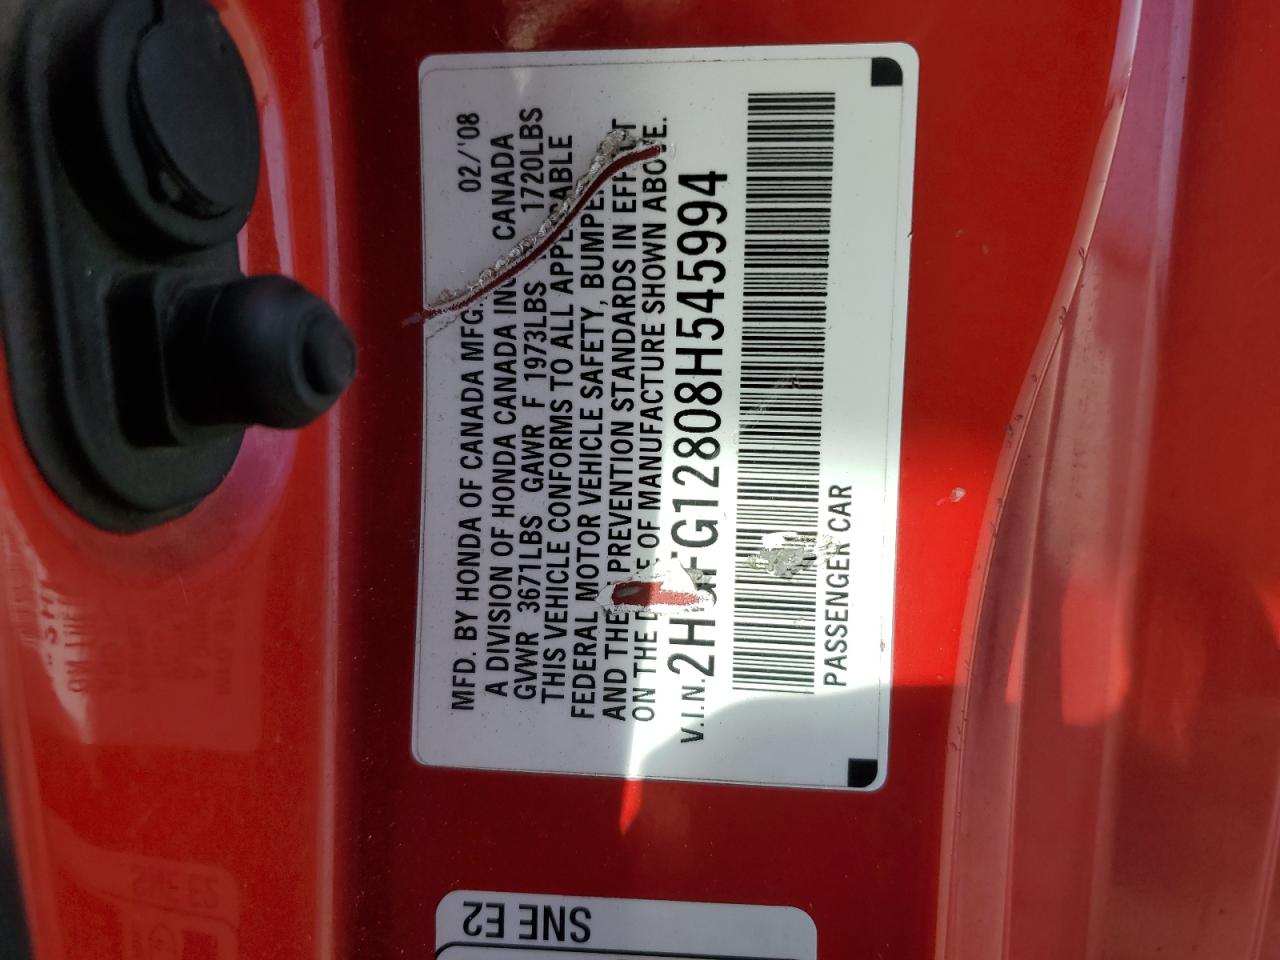 MFD. BY HONDA OF CANADA MFG. 02/'08
A DIVISION OF HONDA CANADA INC. CANADA
GVWR 3671LBS GAWR F 1973LBS 1720LBS
THIS VEHICLE CONFORMS TO ALL APPLICABLE
FEDERAL MOTOR VEHICLE SAFETY, BUMPER
AND THEFT PREVENTION STANDARDS IN EFFECT
ON THE DATE OF MANUFACTURE SHOWN ABOVE.
V.I.N. 2HGFG12808H545994
PASSENGER CAR
SNE E2